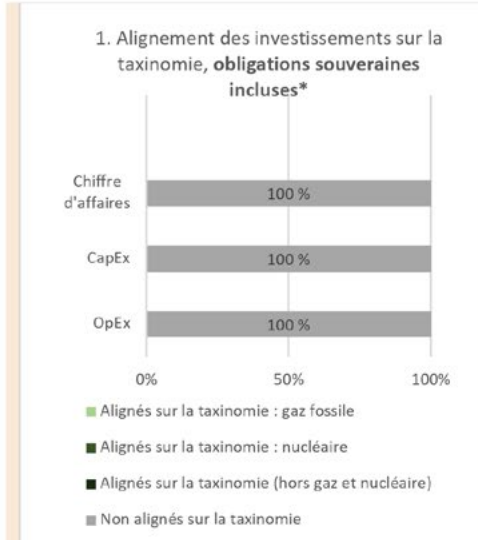 1. Alignement des investissements sur la
taxinomie, obligations souveraines
incluses*
Chiffre
d'affaires
100 %
CapEx
100 %
OpEx
100 %
0%
50%
100%
Alignés sur la taxinomie : gaz fossile
Alignés sur la taxinomie : nucléaire
Alignés sur la taxinomie (hors gaz et nucléaire)
Non alignés sur la taxinomie